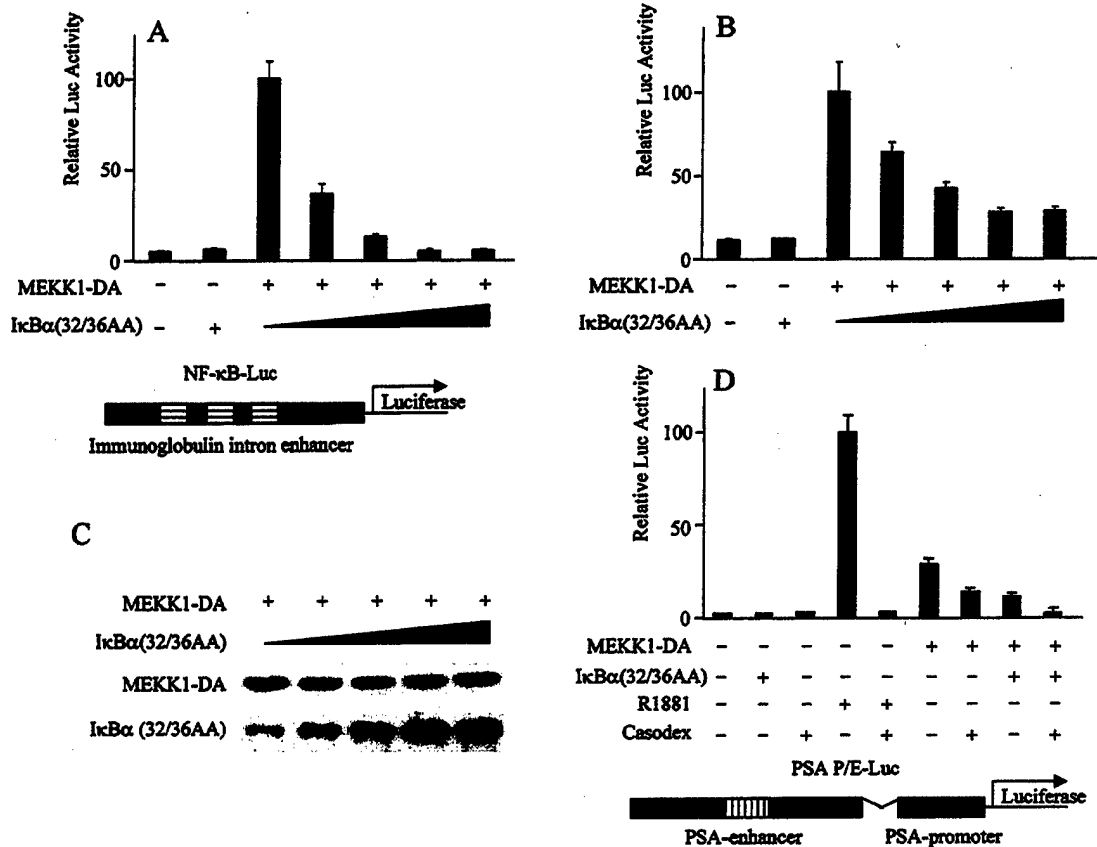 A
Relative Luc Activity
100
50
0
MEKK1-DA - - + + + + +
IκBα(32/36AA) - +
NF-κB-Luc
Luciferase
Immunoglobulin intron enhancer
B
Relative Luc Activity
100
50
0
MEKK1-DA - - + + + + +
IκBα(32/36AA) - +
C
MEKK1-DA + + + + +
IκBα(32/36AA)
MEKK1-DA
IκBα (32/36AA)
D
Relative Luc Activity
100
50
0
MEKK1-DA - - - - - + + + +
IκBα(32/36AA) - + - - - - - + +
R1881 - - - + + - - - -
Casodex - - + - + - + - +
PSA P/E-Luc
Luciferase
PSA-enhancer PSA-promoter